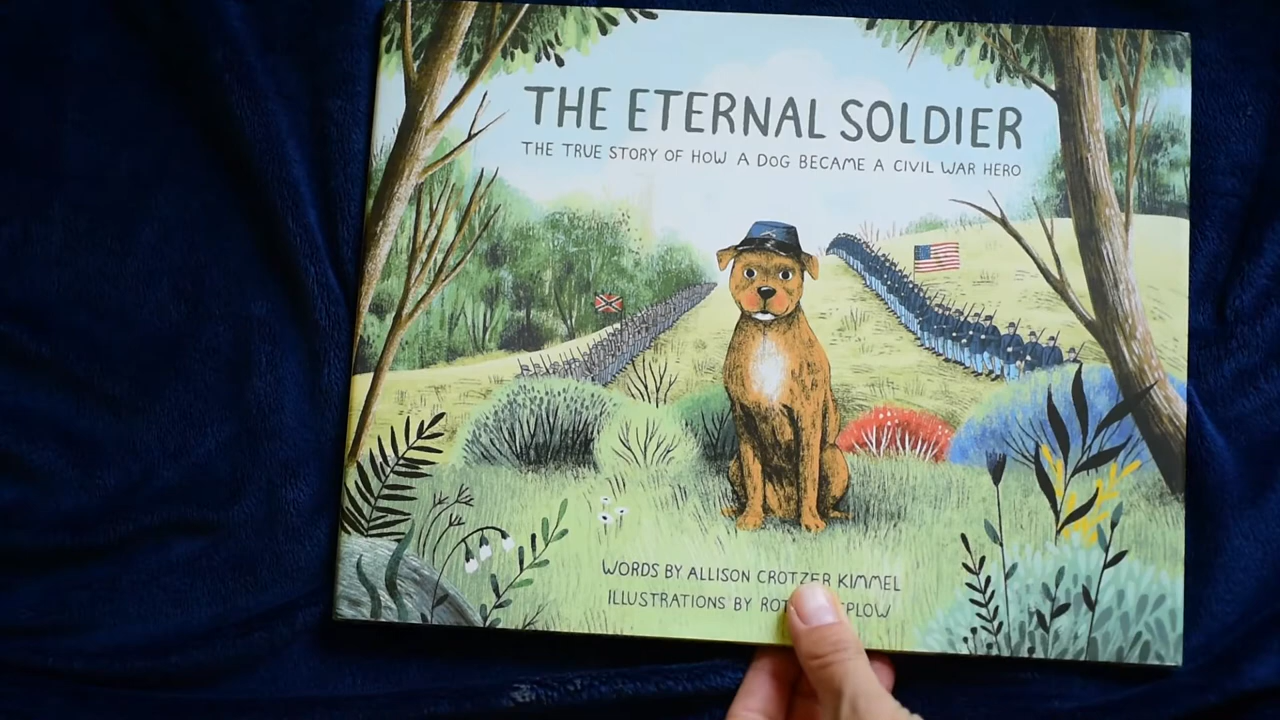 THE ETERNAL SOLDIER
THE TRUE STORY OF HOW A DOG BECAME A CIVIL WAR HERO
WORDS BY ALLISON CROTZER KIMMEL
ILLUSTRATIONS BY